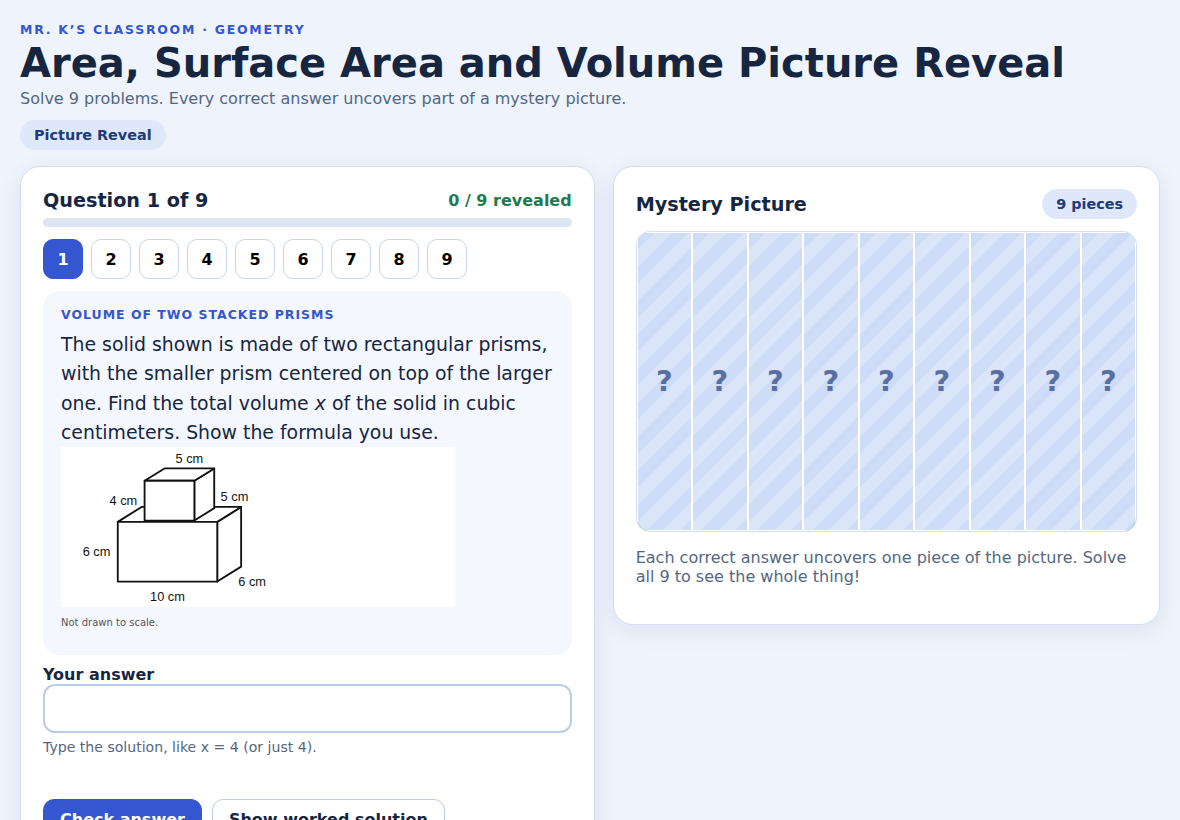 MR. K’S CLASSROOM · GEOMETRY
Area, Surface Area and Volume Picture Reveal
Solve 9 problems. Every correct answer uncovers part of a mystery picture.
Picture Reveal
Question 1 of 9
0 / 9 revealed
1 2 3 4 5 6 7 8 9
VOLUME OF TWO STACKED PRISMS
The solid shown is made of two rectangular prisms,
with the smaller prism centered on top of the larger
one. Find the total volume x of the solid in cubic
centimeters. Show the formula you use.
5 cm
4 cm
5 cm
6 cm
6 cm
10 cm
Not drawn to scale.
Your answer
Type the solution, like x = 4 (or just 4).
Check answer
Show worked solution
Mystery Picture
9 pieces
? ? ? ? ? ? ? ? ?
Each correct answer uncovers one piece of the picture. Solve
all 9 to see the whole thing!